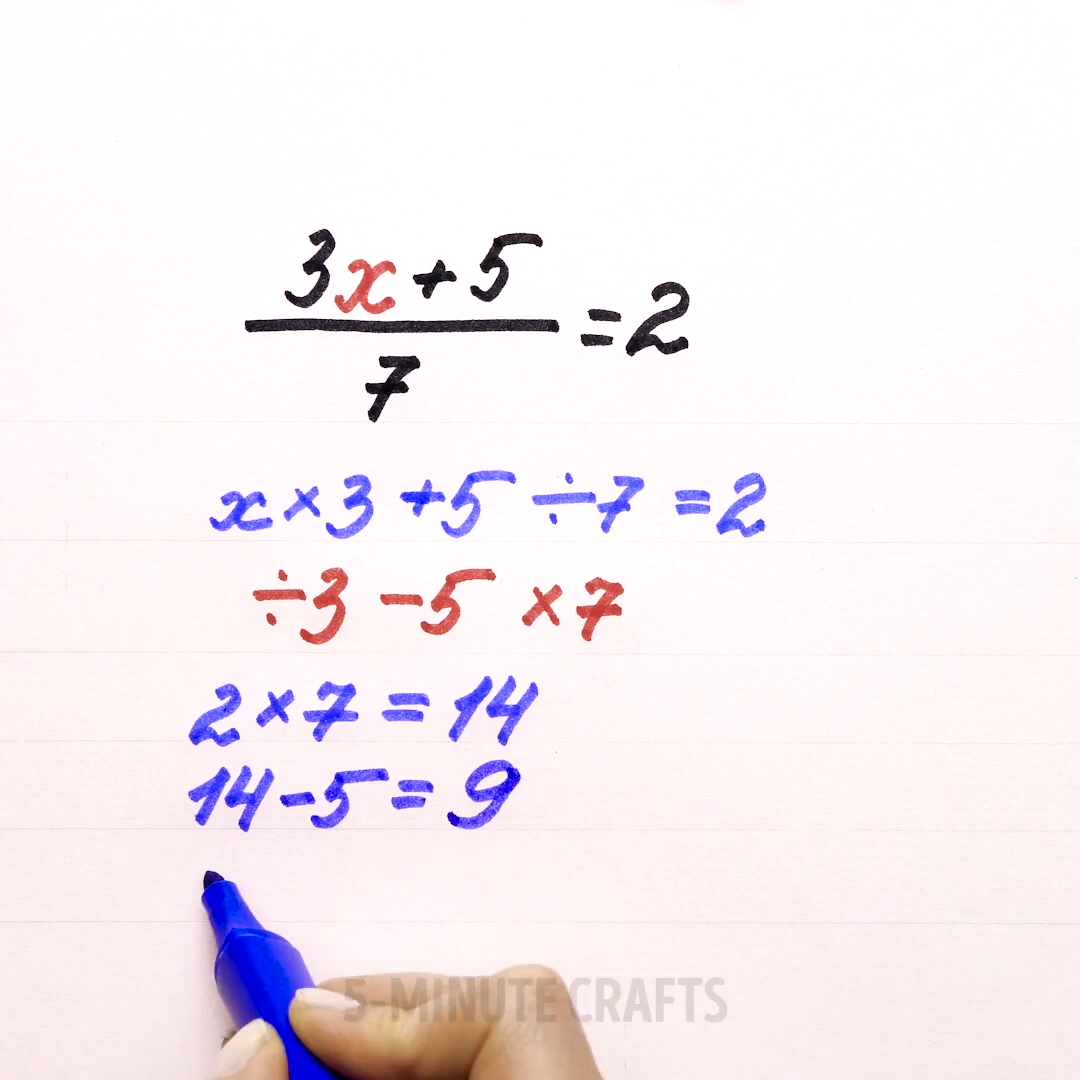 3x + 5
/ 7 = 2
x × 3 + 5 ÷ 7 = 2
÷ 3 − 5 × 7
2 × 7 = 14
14 − 5 = 9
5-MINUTE CRAFTS